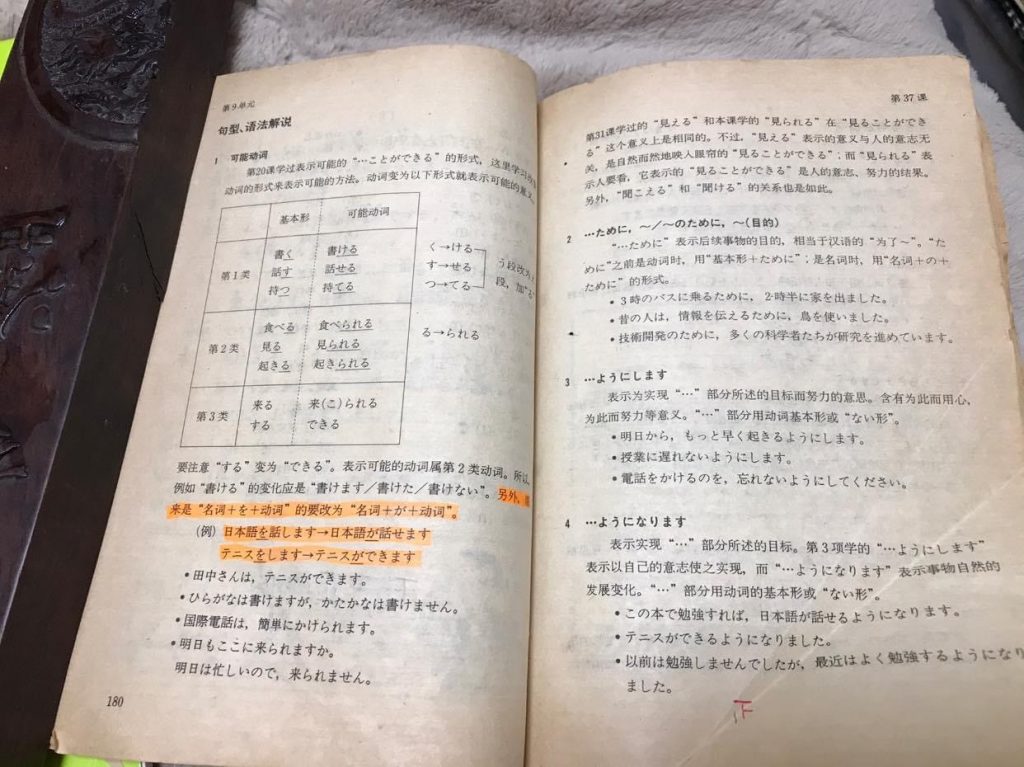 第9单元
句型、语法解说
1 可能动词
第20课学过表示可能的“…ことができる”的形式，这里学习
动词的形式来表示可能的方法。动词变为以下形式就表示可能的意义。
基本形 可能动词
第1类 書く 書ける く→ける
話す 話せる す→せる う段改为
持つ 持てる つ→てる 段，加“る
第2类 食べる 食べられる
見る 見られる る→られる
起きる 起きられる
第3类 来る 来(こ)られる
する できる
要注意“する”变为“できる”。表示可能的动词属第2类动词。所以，
例如“書ける”的变化应是“書けます／書けた／書けない”。另外，
来是“名词＋を＋动词”的要改为“名词＋が＋动词”。
(例) 日本語を話します→日本語が話せます
テニスをします→テニスができます
•田中さんは，テニスができます。
•ひらがなは書けますが，かたかなは書けません。
•国際電話は，簡単にかけられます。
•明日もここに来られますか。
明日は忙しいので，来られません。
180
第37课
第31课学过的“見える”和本课学的“見られる”在“見ることができ
る”这个意义上是相同的。不过，“見える”表示的意义与人的意志无
关，是自然而然地映入眼帘的“見ることができる”；而“見られる”表
示人要看，它表示的“見ることができる”是人的意志、努力的结果。
另外，“聞こえる”和“聞ける”的关系也是如此。
2 …ために，～／～のために，～(目的)
“…ために”表示后续事物的目的，相当于汉语的“为了～”。“た
めに”之前是动词时，用“基本形＋ために”；是名词时，用“名词＋の＋
ために”的形式。
•3時のバスに乗るために，2時半に家を出ました。
•昔の人は，情報を伝えるために，鳥を使いました。
•技術開発のために，多くの科学者たちが研究を進めています。
3 …ようにします
表示为实现“…”部分所述的目标而努力的意思。含有为此而用心，
为此而努力等意义。“…”部分用动词基本形或“ない形”。
•明日から，もっと早く起きるようにします。
•授業に遅れないようにします。
•電話をかけるのを，忘れないようにしてください。
4 …ようになります
表示实现“…”部分所述的目标。第3项学的“…ようにします”
表示以自己的意志使之实现，而“…ようになります”表示事物自然的
发展变化。“…”部分用动词的基本形或“ない形”。
•この本で勉強すれば，日本語が話せるようになります。
•テニスができるようになりました。
•以前は勉強しませんでしたが，最近はよく勉強するようになり
ました。